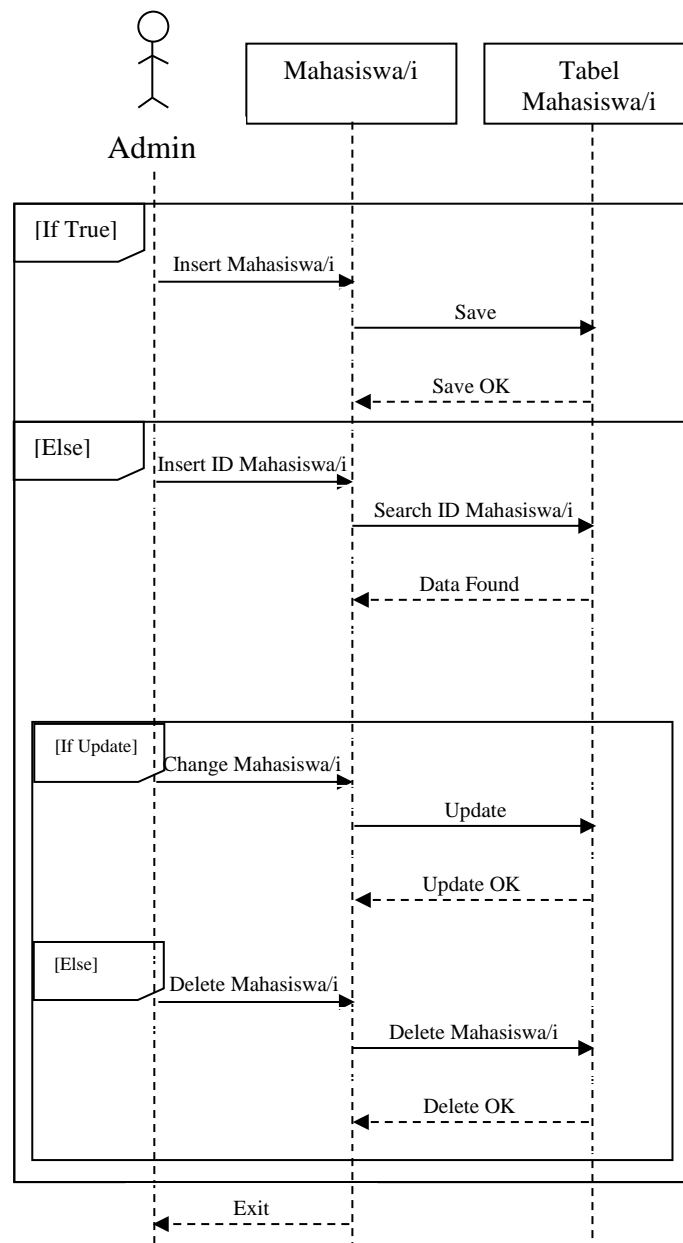 Mahasiswa/i
Tabel
Mahasiswa/i
Admin
[If True]
Insert Mahasiswa/i
Save
Save OK
[Else]
Insert ID Mahasiswa/i
Search ID Mahasiswa/i
Data Found
[If Update]
Change Mahasiswa/i
Update
Update OK
[Else]
Delete Mahasiswa/i
Delete Mahasiswa/i
Delete OK
Exit